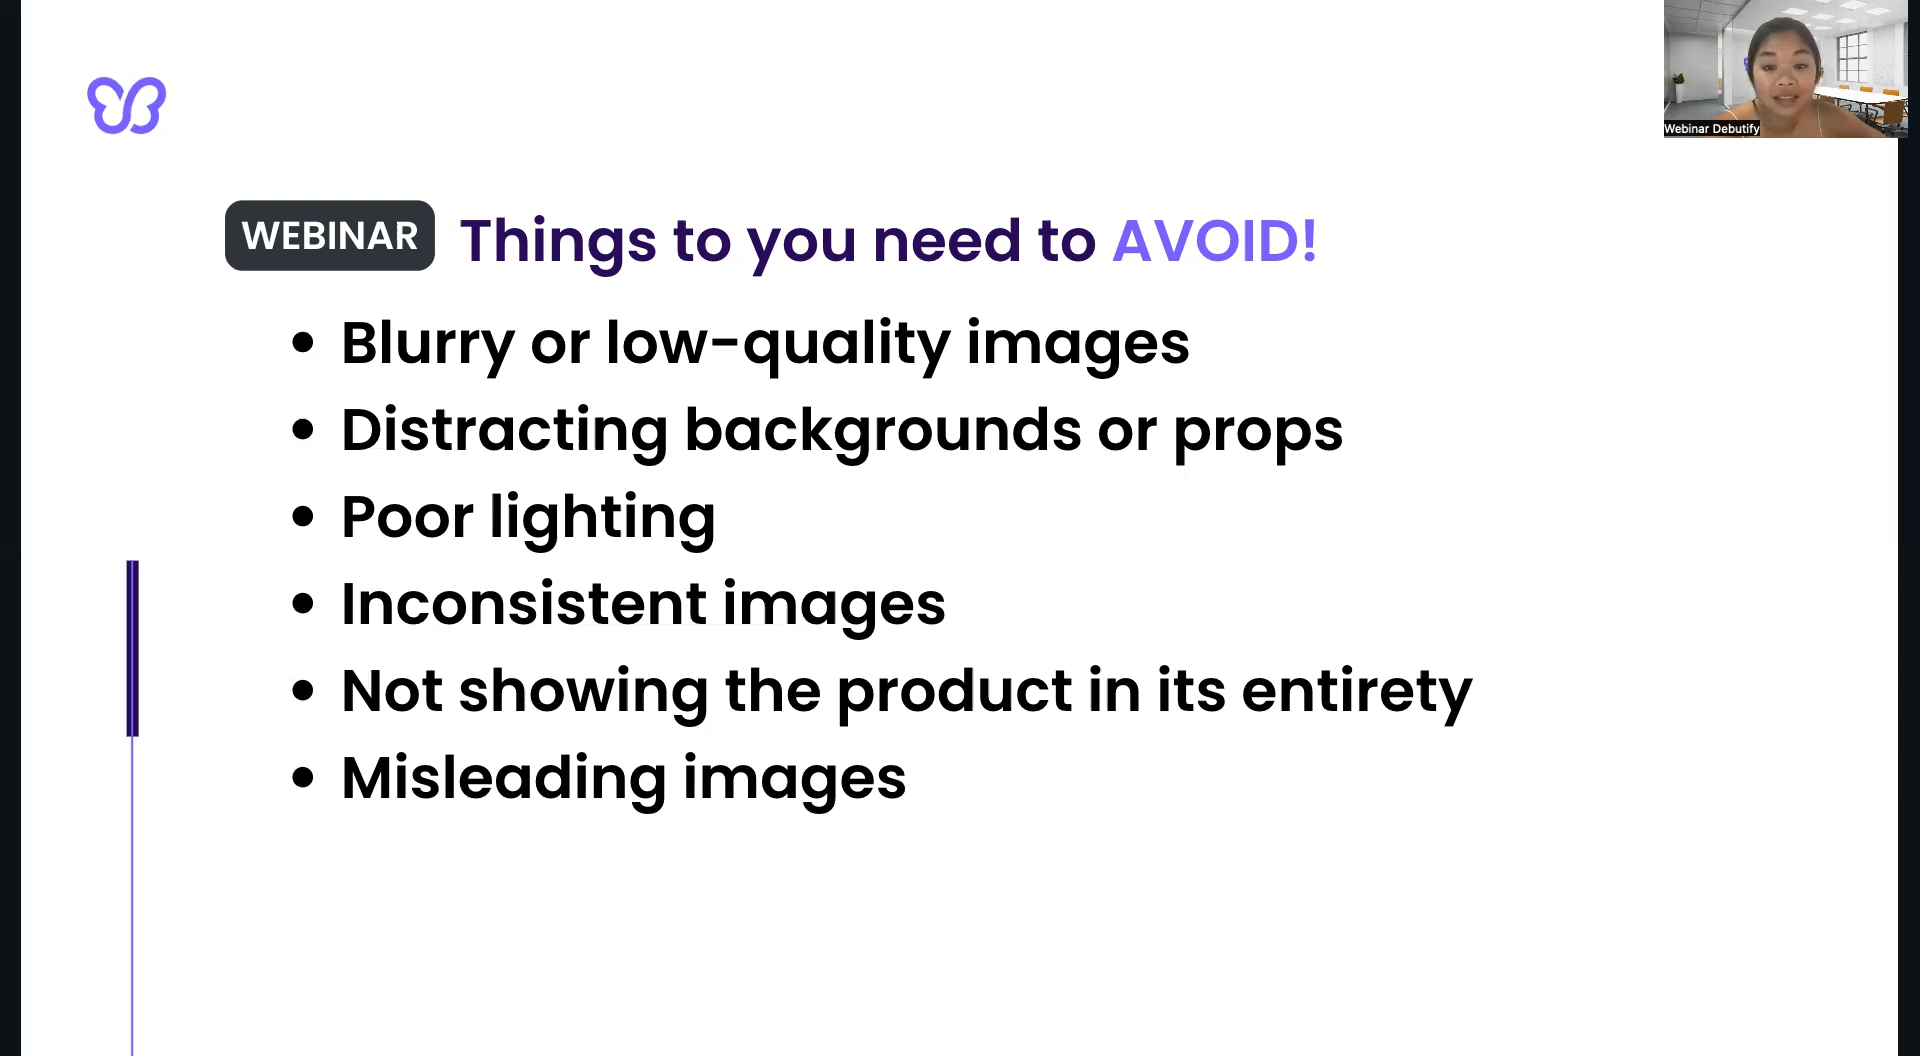 Webinar Debutify
WEBINAR
Things to you need to AVOID!
Blurry or low-quality images
Distracting backgrounds or props
Poor lighting
Inconsistent images
Not showing the product in its entirety
Misleading images